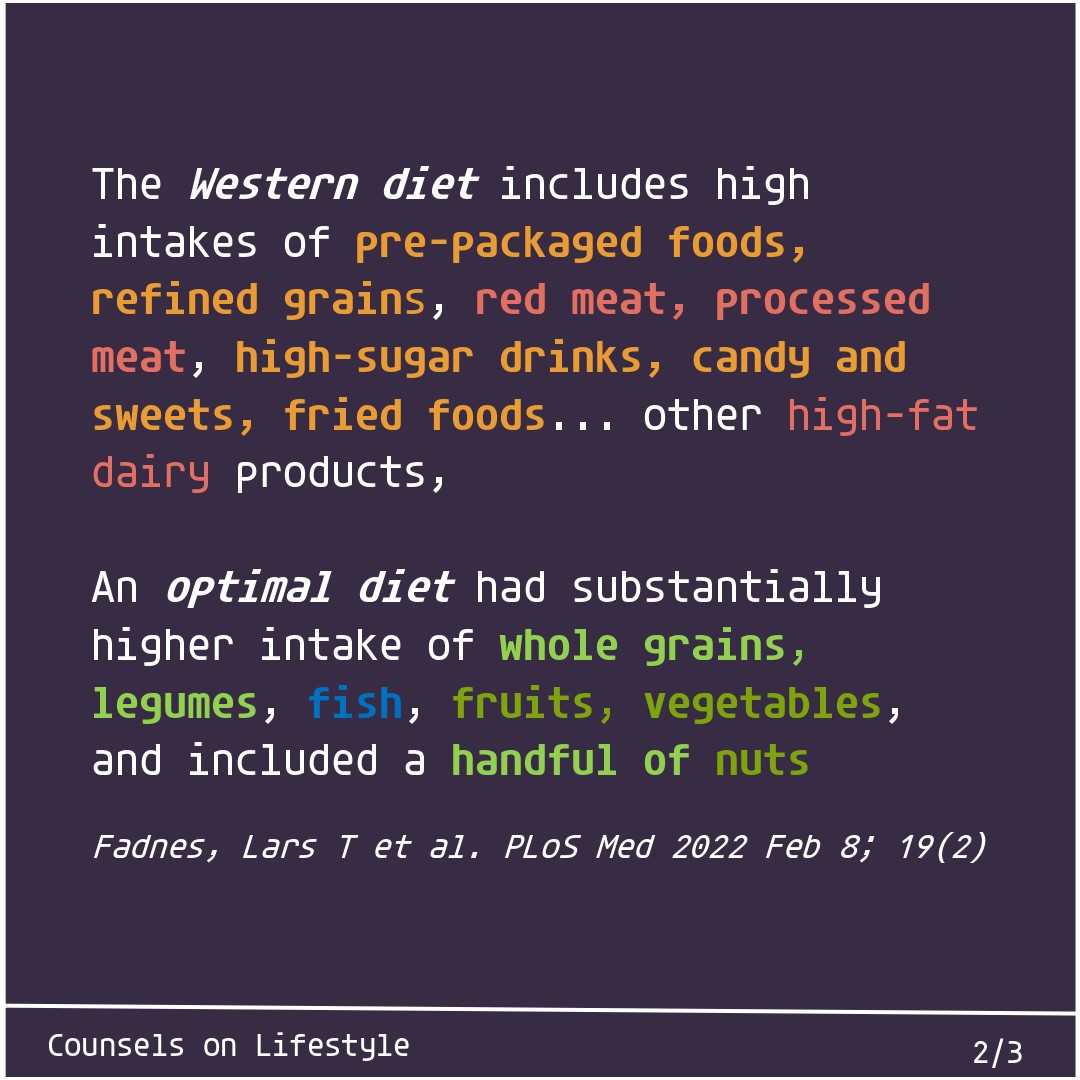 The Western diet includes high
intakes of pre-packaged foods,
refined grains, red meat, processed
meat, high-sugar drinks, candy and
sweets, fried foods... other high-fat
dairy products,
An optimal diet had substantially
higher intake of whole grains,
legumes, fish, fruits, vegetables,
and included a handful of nuts
Fadnes, Lars T et al. PLoS Med 2022 Feb 8; 19(2)
Counsels on Lifestyle
2/3